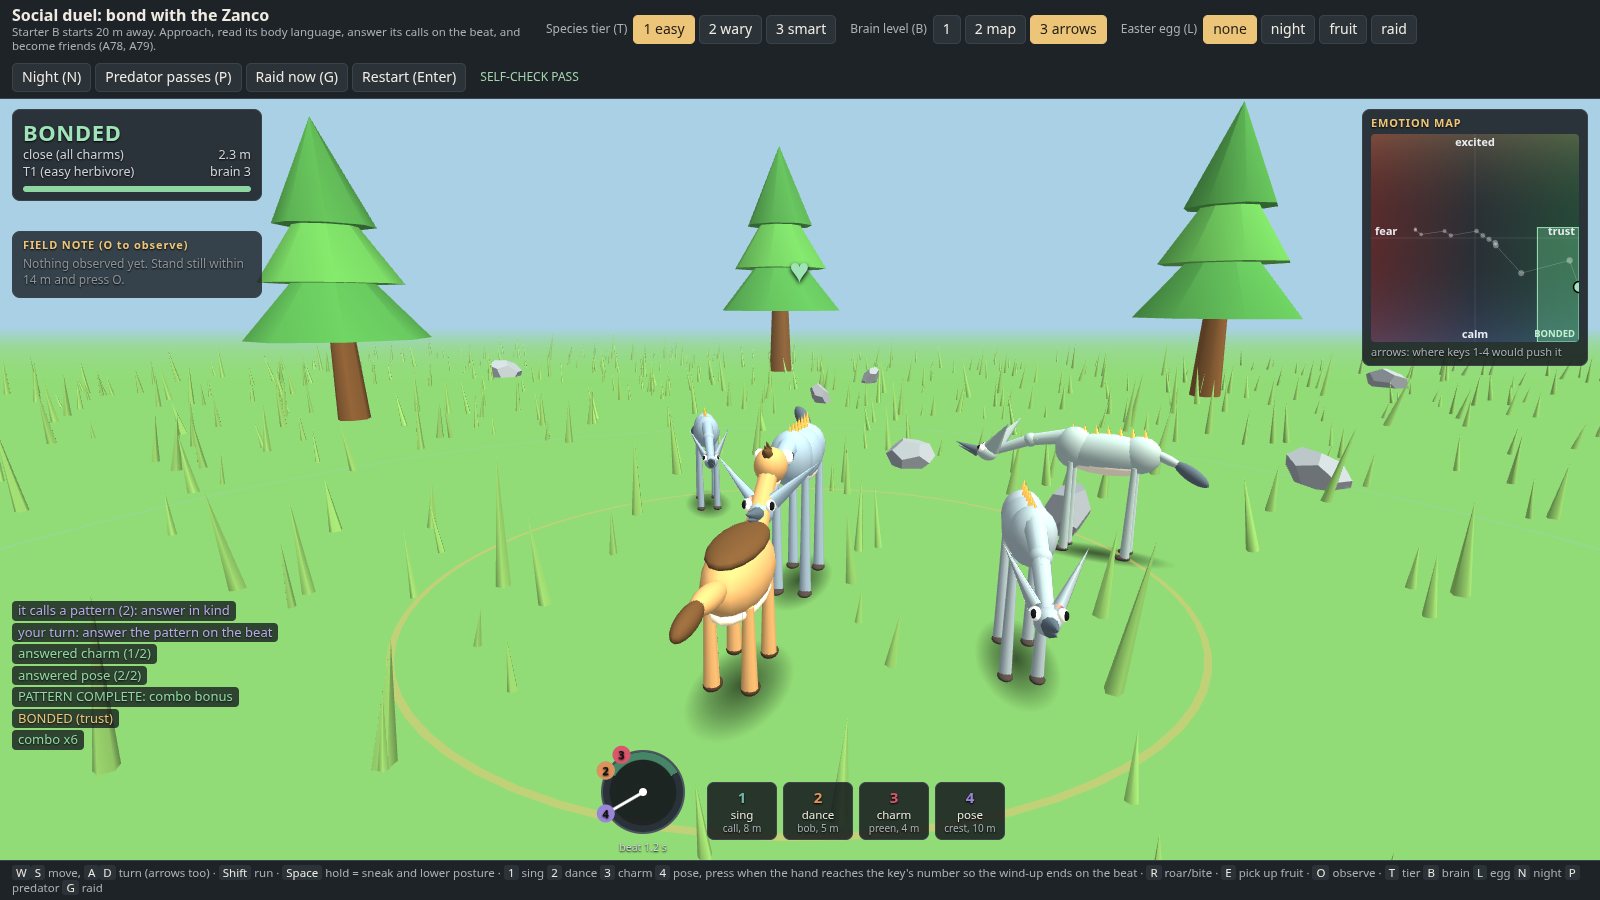 Social duel: bond with the Zanco
Starter B starts 20 m away. Approach, read its body language, answer its calls on the beat, and
become friends (A78, A79).
Species tier (T) 1 easy 2 wary 3 smart Brain level (B) 1 2 map 3 arrows Easter egg (L) none night fruit raid
Night (N) Predator passes (P) Raid now (G) Restart (Enter) SELF-CHECK PASS
BONDED
close (all charms) 2.3 m
T1 (easy herbivore) brain 3
FIELD NOTE (O to observe)
Nothing observed yet. Stand still within
14 m and press O.
EMOTION MAP
excited
fear trust
calm BONDED
arrows: where keys 1-4 would push it
it calls a pattern (2): answer in kind
your turn: answer the pattern on the beat
answered charm (1/2)
answered pose (2/2)
PATTERN COMPLETE: combo bonus
BONDED (trust)
combo x6
3
2
4
beat 1.2 s
1 2 3 4
sing dance charm pose
call, 8 m bob, 5 m preen, 4 m crest, 10 m
W S move, A D turn (arrows too) · Shift run · Space hold = sneak and lower posture · 1 sing 2 dance 3 charm 4 pose, press when the hand reaches the key's number so the wind-up ends on the beat · R roar/bite · E pick up fruit · O observe · T tier B brain L egg N night P
predator G raid